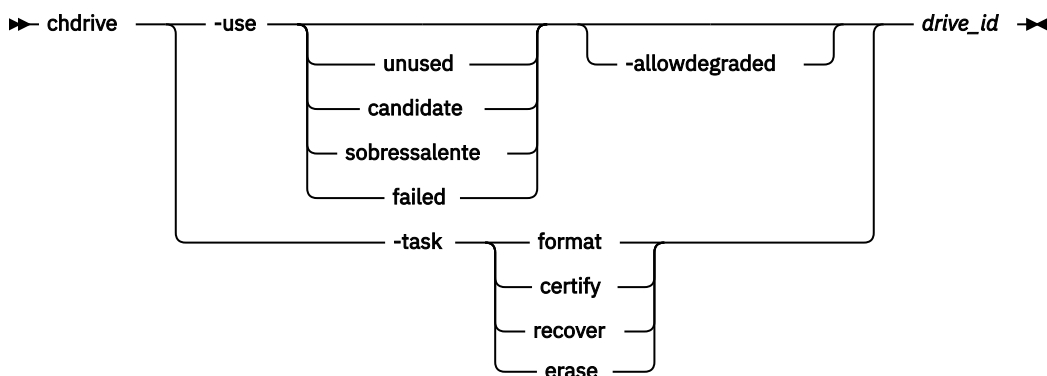 chdrive -use drive_id
unused -allowdegraded
candidate
sobressalente
failed
-task format
certify
recover
erase